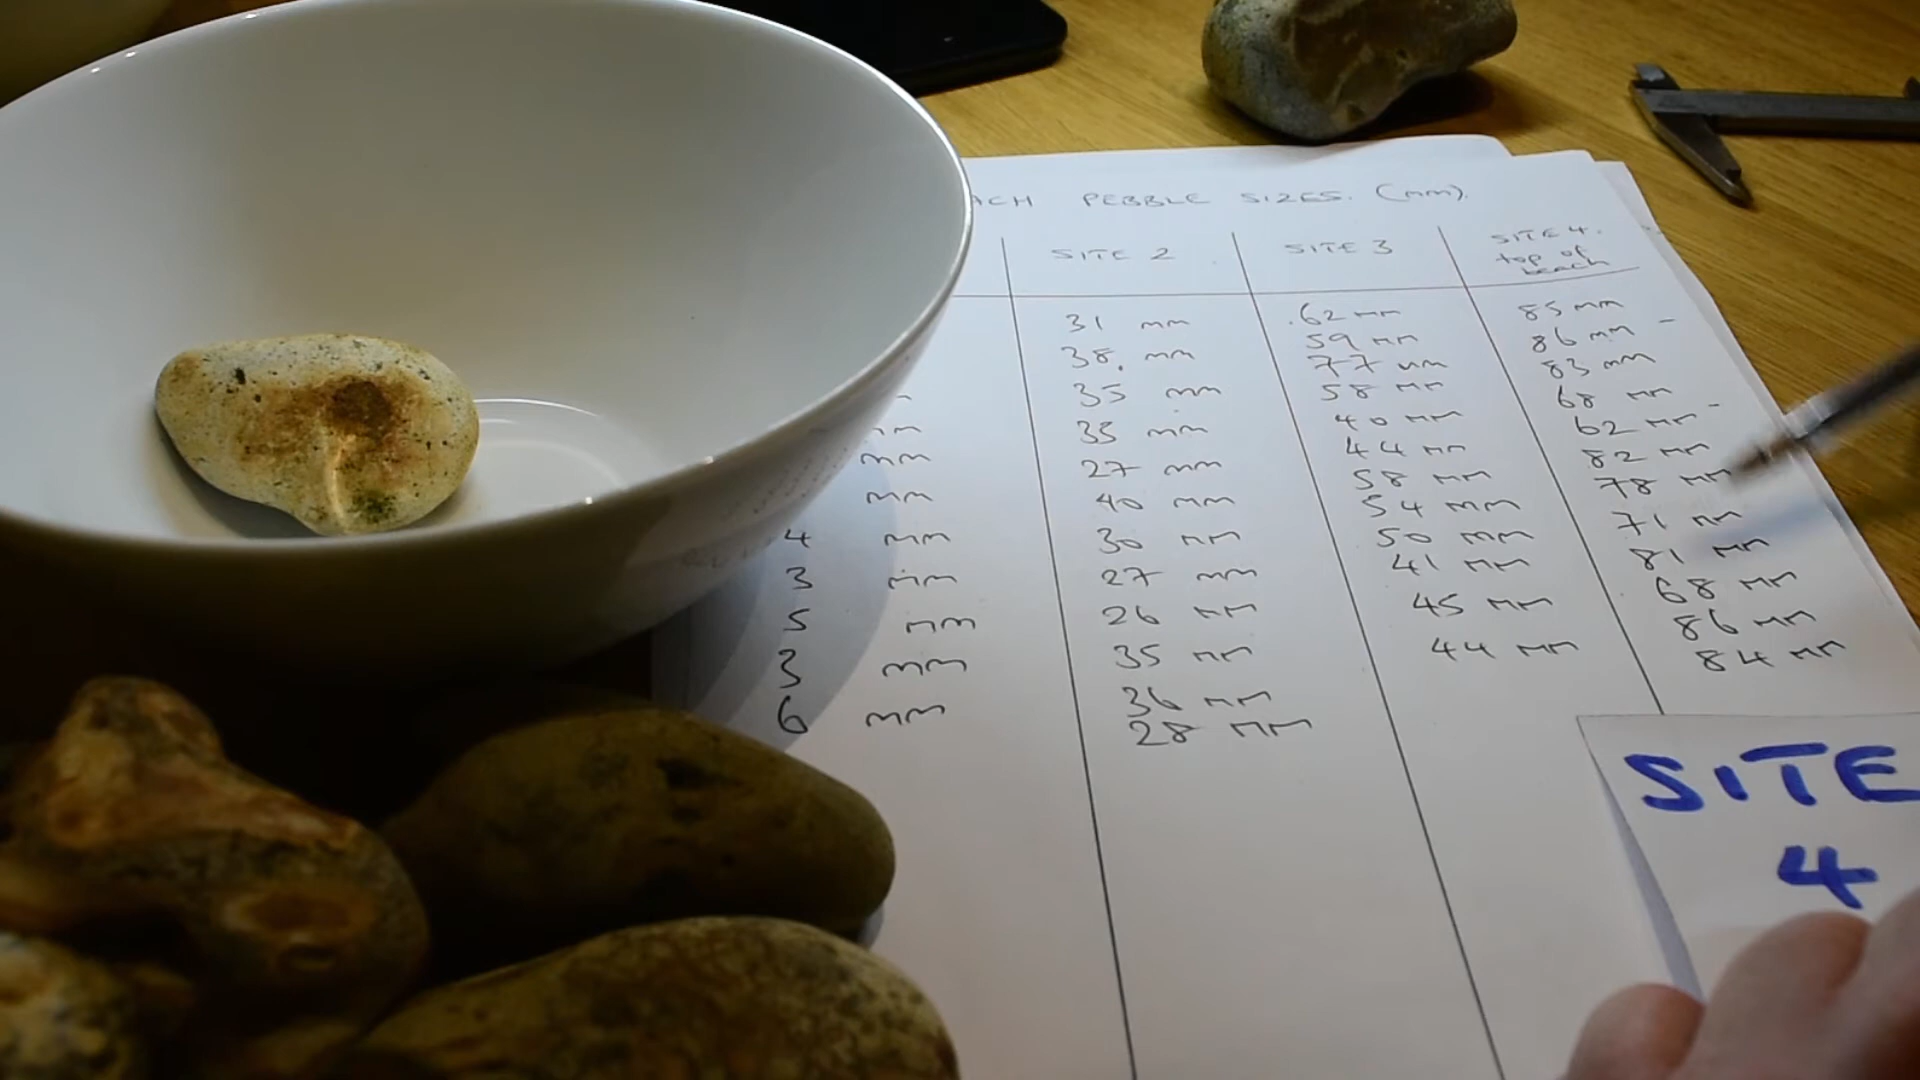 ACH PEBBLE SIZES. (mm).
SITE 2
SITE 3
SITE 4.
top of
beach
31 mm
38. mm
35 mm
35 mm
27 mm
40 mm
30 mm
27 mm
26 mm
35 mm
36 mm
28 mm
62 mm
59 mm
77 mm
58 mm
40 mm
44 mm
58 mm
54 mm
50 mm
41 mm
45 mm
44 mm
85 mm
86 mm -
83 mm
68 mm
62 mm -
82 mm
78 mm
71 mm
81 mm
68 mm
86 mm
84 mm
mm
mm
mm
4 mm
3 mm
5 mm
3 mm
6 mm
SITE
4